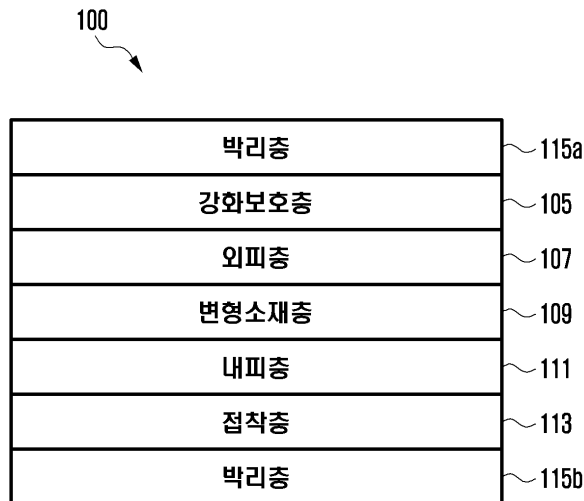 100
박리층 115a
강화보호층 105
외피층 107
변형소재층 109
내피층 111
접착층 113
박리층 115b